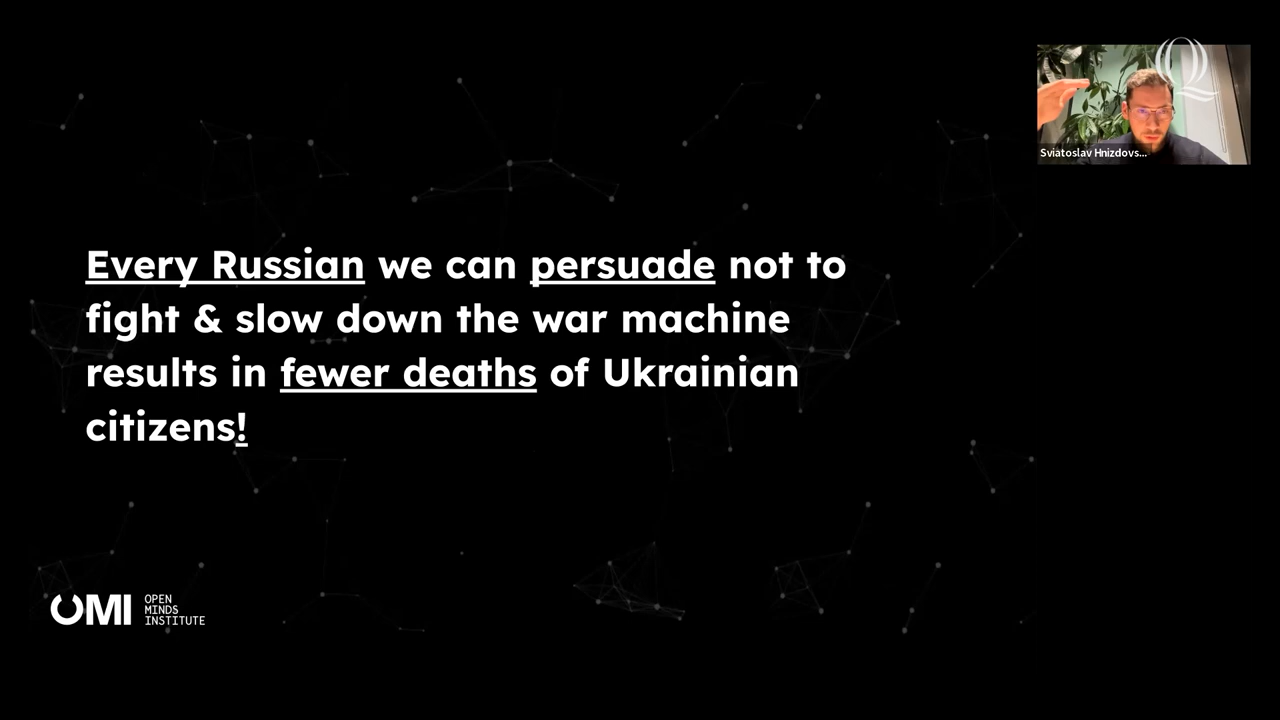 Every Russian we can persuade not to
fight & slow down the war machine
results in fewer deaths of Ukrainian
citizens!
Sviatoslav Hnizdovs...
OMI
OPEN
MINDS
INSTITUTE